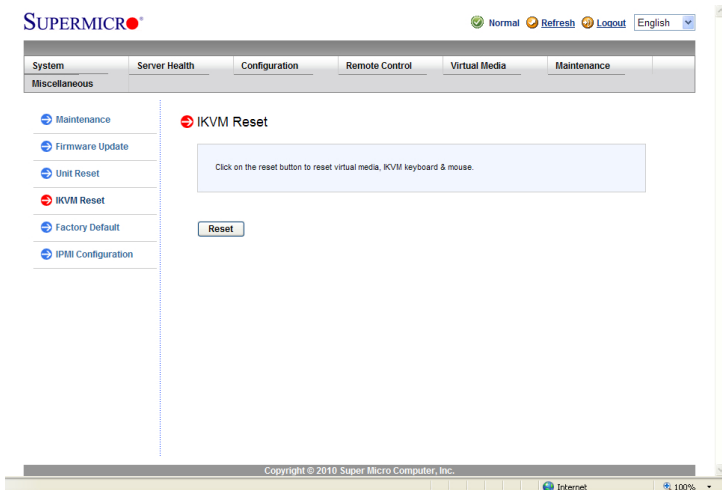 SUPERMICR
Normal Refresh Logout English
System Server Health Configuration Remote Control Virtual Media Maintenance
Miscellaneous
Maintenance
Firmware Update
Unit Reset
IKVM Reset
Factory Default
IPMI Configuration
IKVM Reset
Click on the reset button to reset virtual media, IKVM keyboard & mouse.
Reset
Copyright © 2010 Super Micro Computer, Inc.
Internet 100%